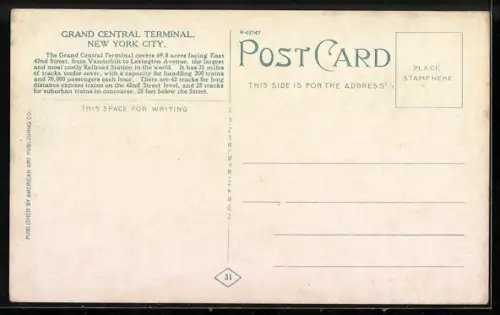 GRAND CENTRAL TERMINAL,
NEW YORK CITY.
The Grand Central Terminal covers 69.8 acres facing East
42nd Street, from Vanderbilt to Lexington Avenue, the largest
and most costly Railroad Station in the world. It has 31 miles
of tracks under cover, with a capacity for handling 200 trains
and 70,000 passengers each hour. There are 42 tracks for long
distance express trains on the 42nd Street level, and 25 tracks
for suburban trains in concourse, 25 feet below the Street.
THIS SPACE FOR WRITING
PUBLISHED BY AMERICAN ART PUBLISHING CO.
R-43747
POST CARD
THIS SIDE IS FOR THE ADDRESS
PLACE
STAMP HERE
31